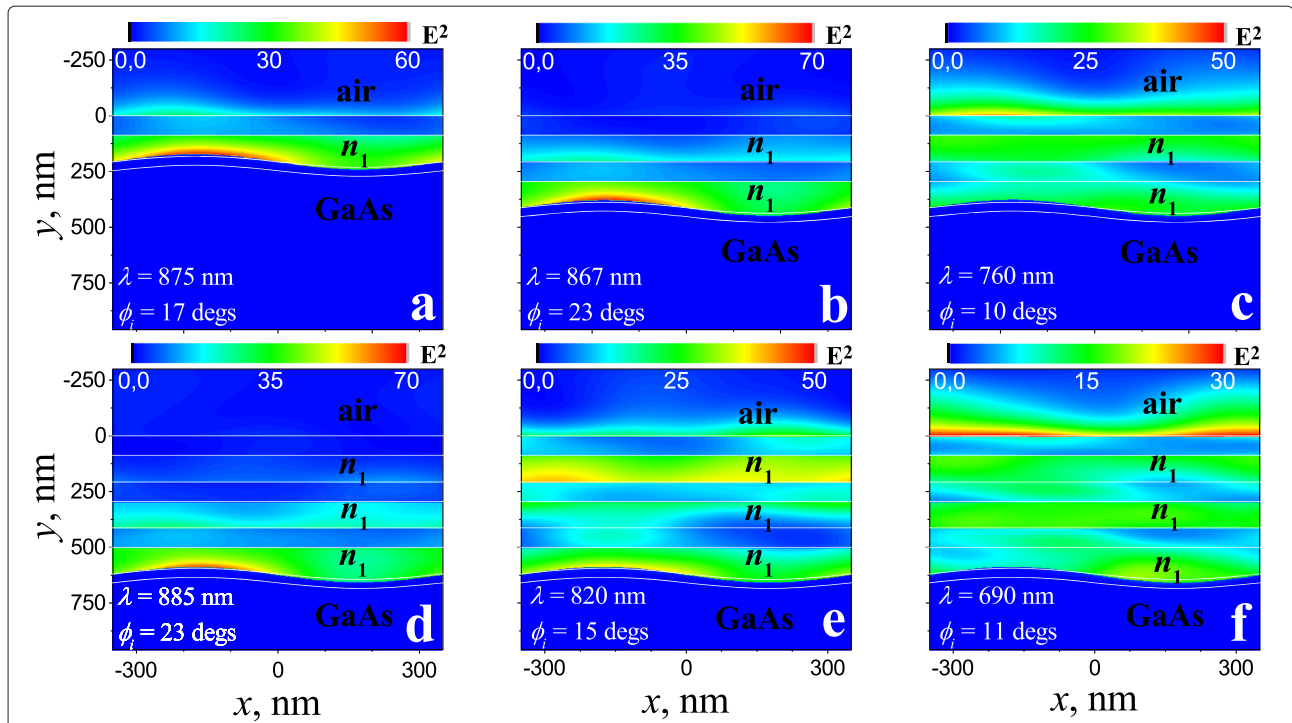 E²
0,0 30 60
air
n₁
GaAs
λ = 875 nm
ϕᵢ = 17 degs
a
E²
0,0 35 70
air
n₁
n₁
GaAs
λ = 867 nm
ϕᵢ = 23 degs
b
E²
0,0 25 50
air
n₁
n₁
GaAs
λ = 760 nm
ϕᵢ = 10 degs
c
-250
0
250
500
750
y, nm
E²
0,0 35 70
air
n₁
n₁
n₁
GaAs
λ = 885 nm
ϕᵢ = 23 degs
d
E²
0,0 25 50
air
n₁
n₁
n₁
GaAs
λ = 820 nm
ϕᵢ = 15 degs
e
E²
0,0 15 30
air
n₁
n₁
n₁
GaAs
λ = 690 nm
ϕᵢ = 11 degs
f
-250
0
250
500
750
y, nm
-300 0 300
-300 0 300
-300 0 300
x, nm
x, nm
x, nm